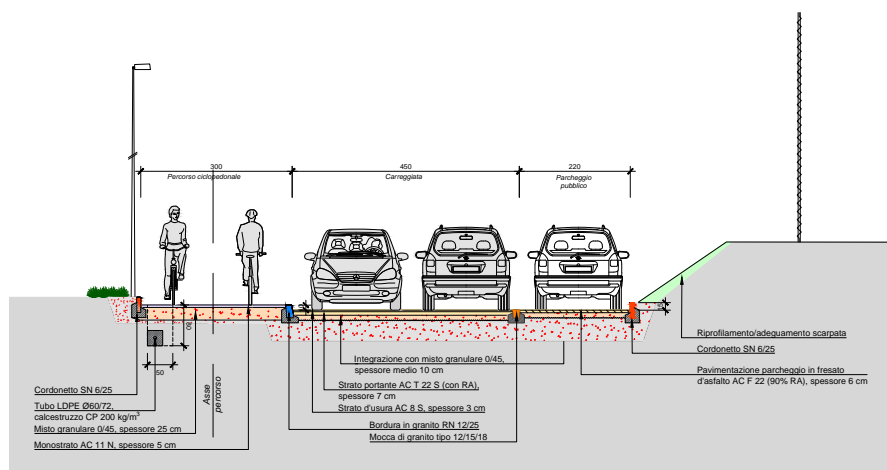 300
450
220
Percorso ciclopedonale
Carreggiata
Parcheggio
pubblico
80
50
Asse
percorso
Cordonetto SN 6/25
Tubo LDPE Ø60/72,
calcestruzzo CP 200 kg/m³
Misto granulare 0/45, spessore 25 cm
Monostrato AC 11 N, spessore 5 cm
Integrazione con misto granulare 0/45,
spessore medio 10 cm
Strato portante AC T 22 S (con RA),
spessore 7 cm
Strato d'usura AC 8 S, spessore 3 cm
Bordura in granito RN 12/25
Mocca di granito tipo 12/15/18
Riprofilamento/adeguamento scarpata
Cordonetto SN 6/25
Pavimentazione parcheggio in fresato
d'asfalto AC F 22 (90% RA), spessore 6 cm